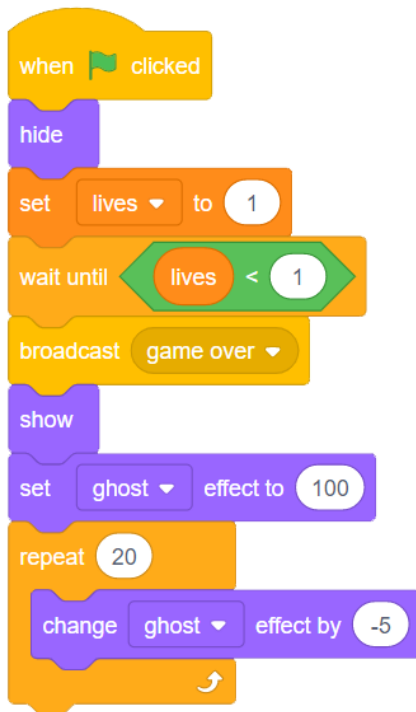 when clicked
hide
set lives to 1
wait until lives < 1
broadcast game over
show
set ghost effect to 100
repeat 20
change ghost effect by -5